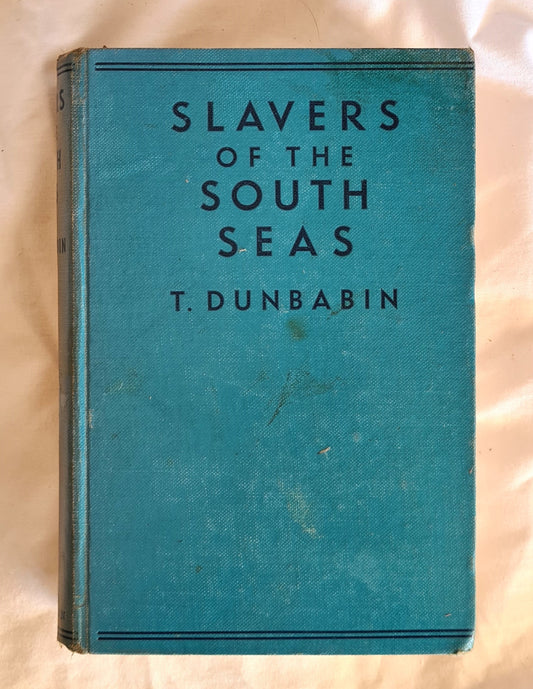 SLAVERS
OF THE
SOUTH
SEAS
T. DUNBABIN